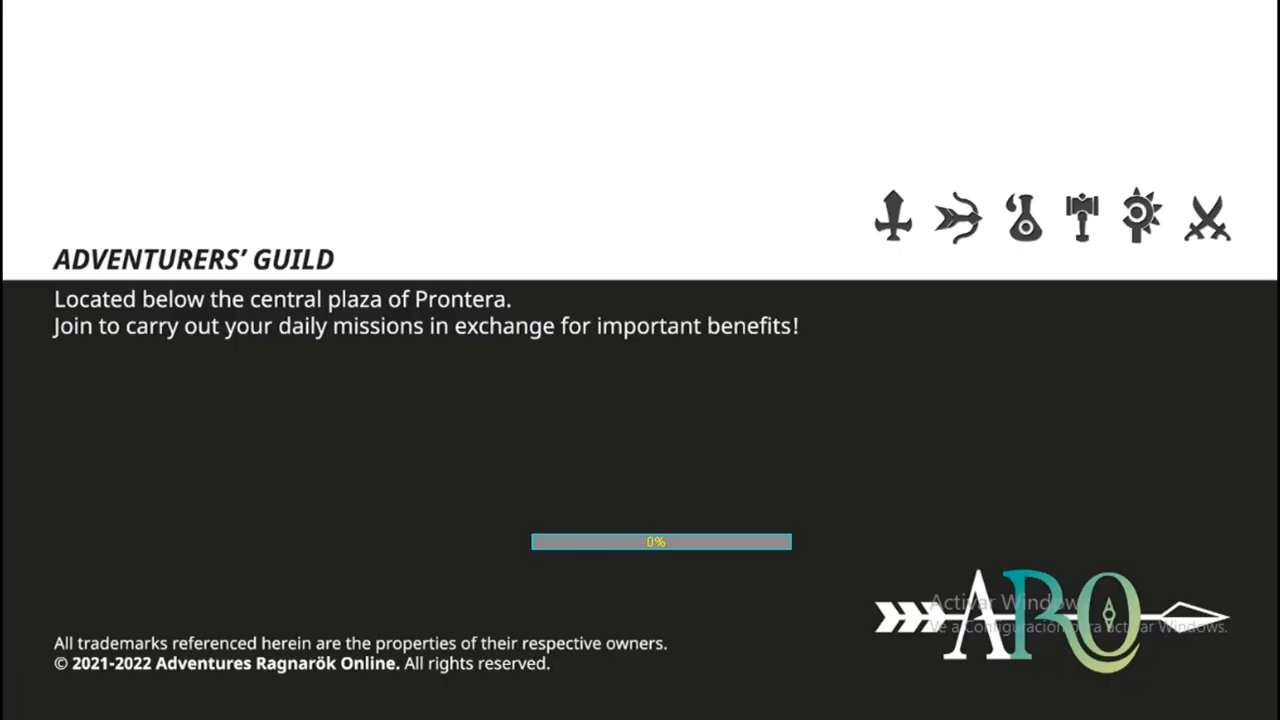 ADVENTURERS’ GUILD
Located below the central plaza of Prontera.
Join to carry out your daily missions in exchange for important benefits!
0%
ARO
Activar Windows
Ve a Configuración para activar Windows.
All trademarks referenced herein are the properties of their respective owners.
© 2021-2022 Adventures Ragnarök Online. All rights reserved.